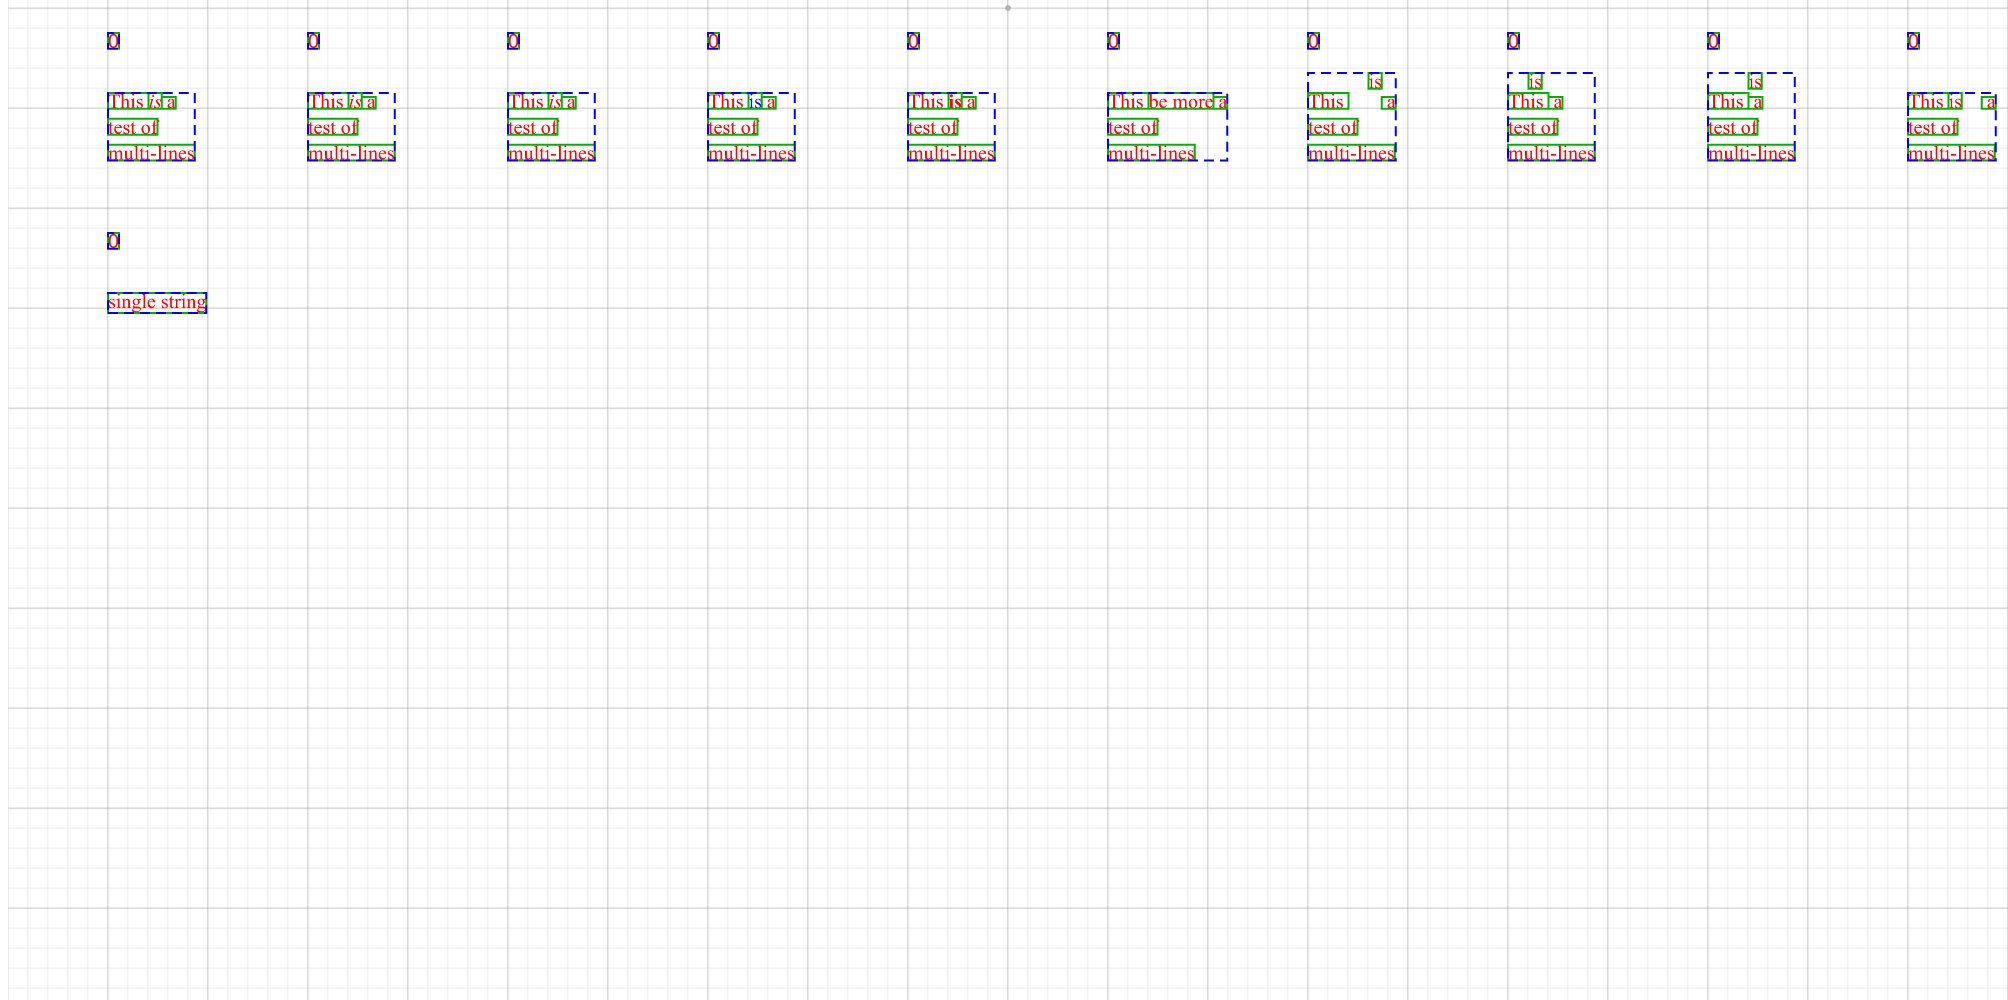 0 0 0 0 0 0 0 0 0 0
is is is
This is a This is a This is a This is a This is a This be more a This a This a This a This is a
test of test of test of test of test of test of test of test of test of test of
multi-lines multi-lines multi-lines multi-lines multi-lines multi-lines multi-lines multi-lines multi-lines multi-lines
0
single string